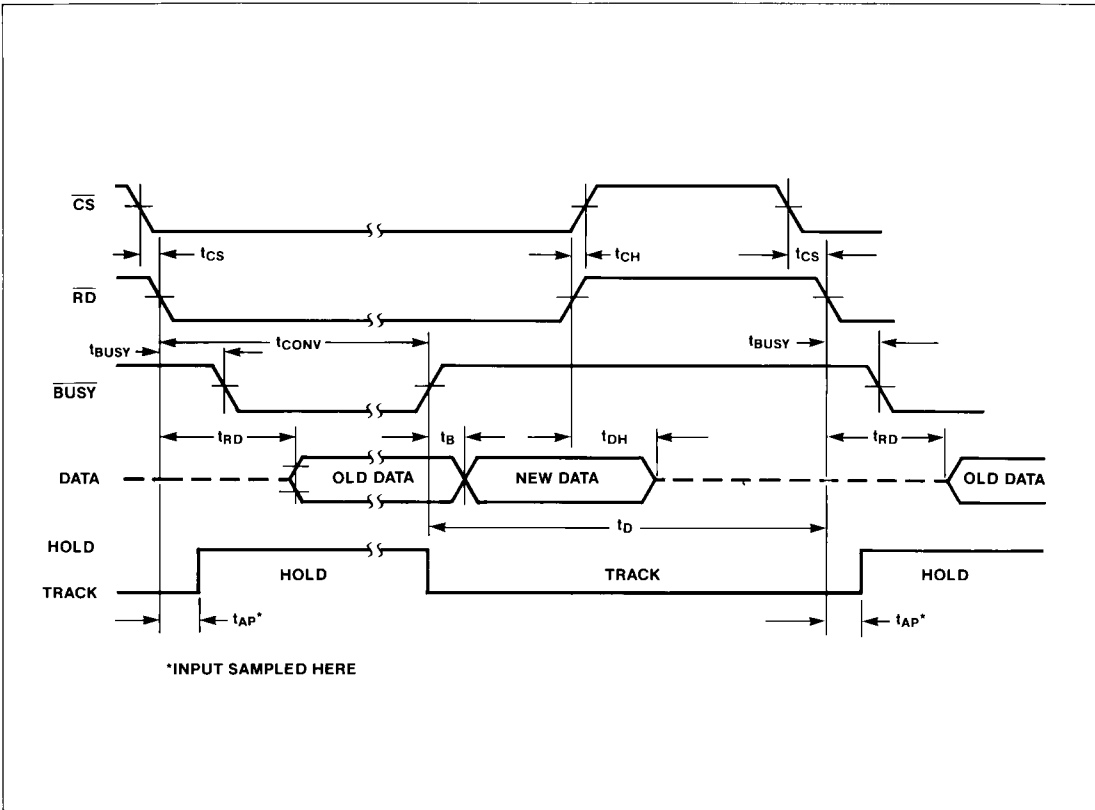 CS
tCS
tCH
tCS
RD
tBUSY
tCONV
tBUSY
BUSY
tRD
tB
tDH
tRD
DATA
OLD DATA
NEW DATA
OLD DATA
tD
HOLD
HOLD
TRACK
HOLD
TRACK
tAP*
tAP*
*INPUT SAMPLED HERE